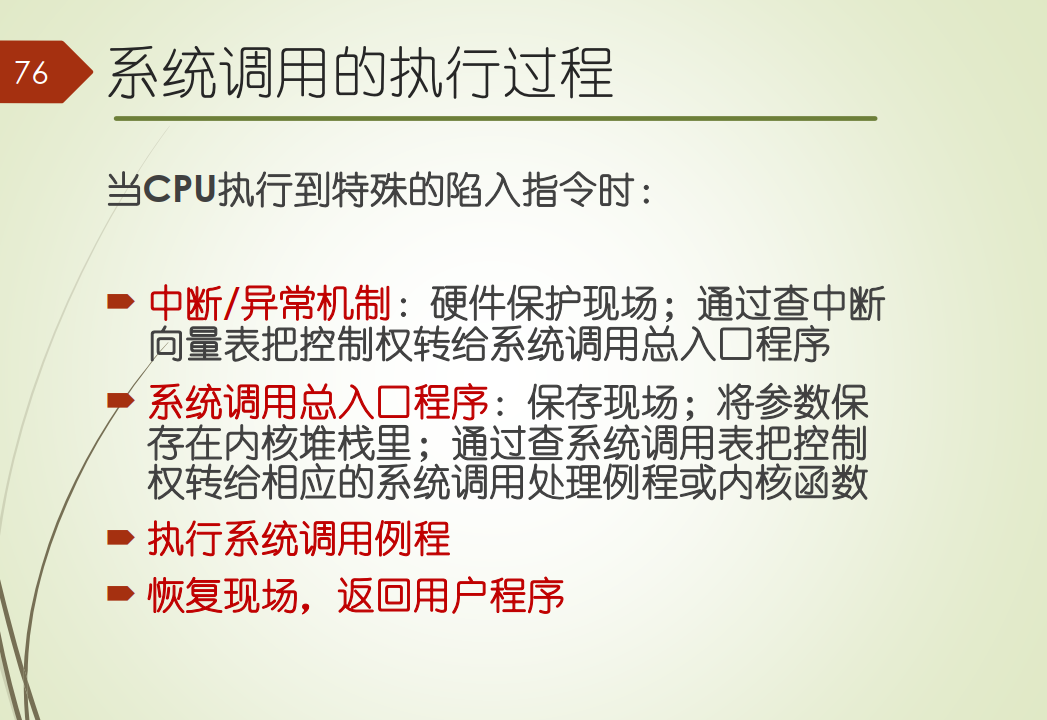 76
系统调用的执行过程
当CPU执行到特殊的陷入指令时：
中断/异常机制：硬件保护现场；通过查中断
向量表把控制权转给系统调用总入口程序
系统调用总入口程序：保存现场；将参数保
存在内核堆栈里；通过查系统调用表把控制
权转给相应的系统调用处理例程或内核函数
执行系统调用例程
恢复现场，返回用户程序